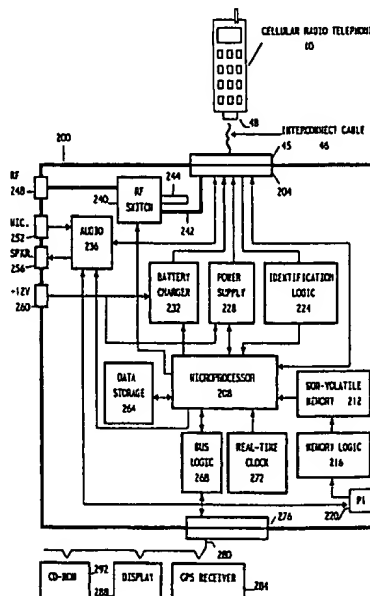 CELLULAR RADIO TELEPHONE
10
48
INTERCONNECT CABLE
46
200
45
204
RF
248
244
240
RF
SWITCH
242
MIC.
252
AUDIO
236
SPKR.
256
+12V
260
BATTERY
CHARGER
232
POWER
SUPPLY
228
IDENTIFICATION
LOGIC
224
MICROPROCESSOR
208
DATA
STORAGE
264
NON-VOLATILE
MEMORY 212
BUS
LOGIC
268
REAL-TIME
CLOCK
272
MEMORY LOGIC
216
220
276
280
CD-ROM
292
288
DISPLAY
GPS RECEIVER
284